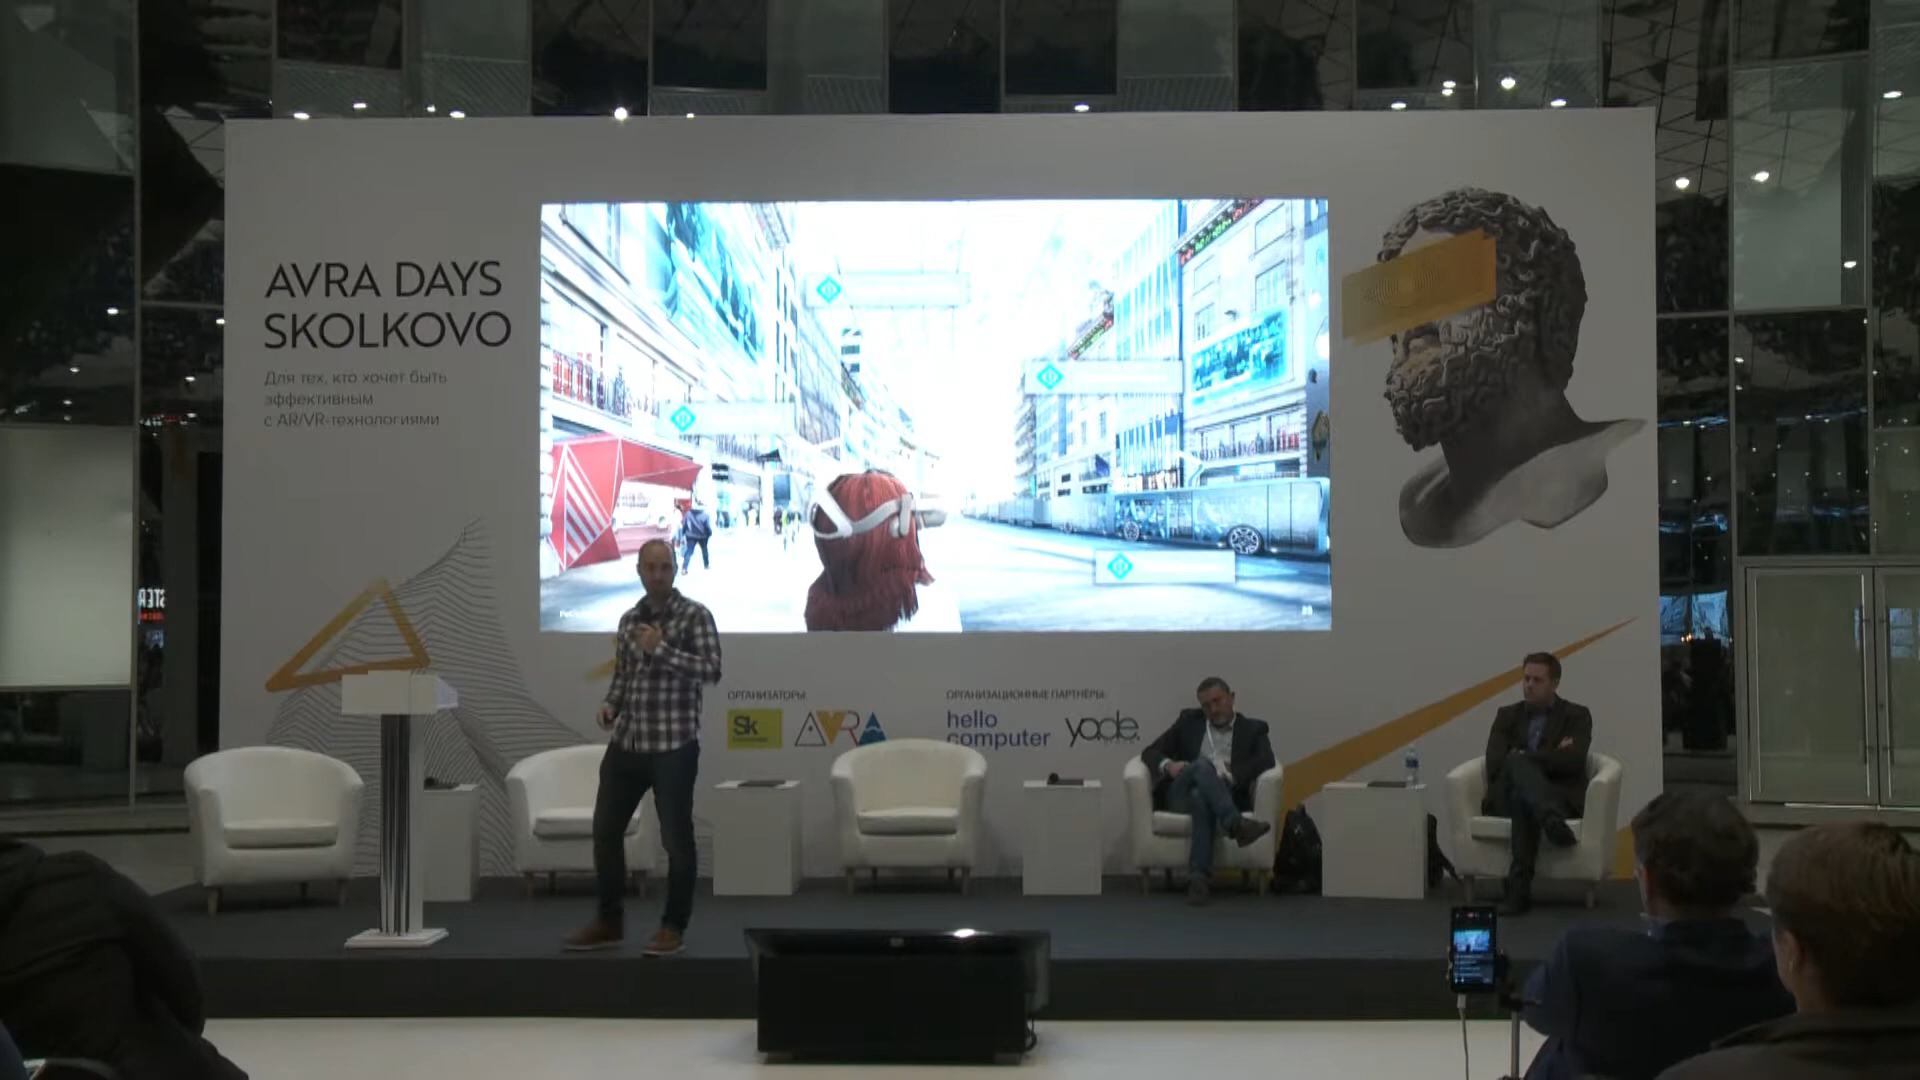 AVRA DAYS
SKOLKOVO
Для тех, кто хочет быть
эффективным
с AR/VR-технологиями
ОРГАНИЗАТОРЫ:
Sk
AVRA
ОРГАНИЗАЦИОННЫЕ ПАРТНЁРЫ:
hello
computer
yode